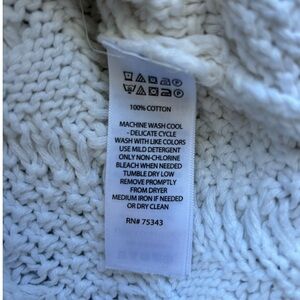 100% COTTON
MACHINE WASH COOL
- DELICATE CYCLE
WASH WITH LIKE COLORS
USE MILD DETERGENT
ONLY NON-CHLORINE
BLEACH WHEN NEEDED
TUMBLE DRY LOW
REMOVE PROMPTLY
FROM DRYER
MEDIUM IRON IF NEEDED
OR DRY CLEAN
RN# 75343